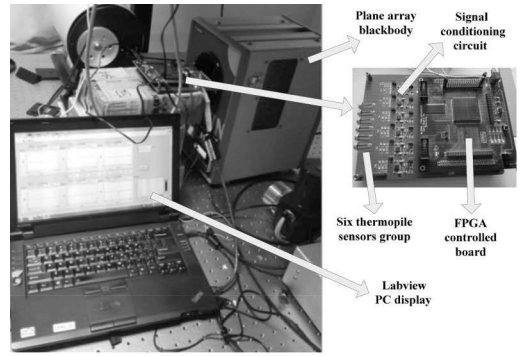 Plane array
blackbody
Signal
conditioning
circuit
Six thermopile
sensors group
FPGA
controlled
board
Labview
PC display